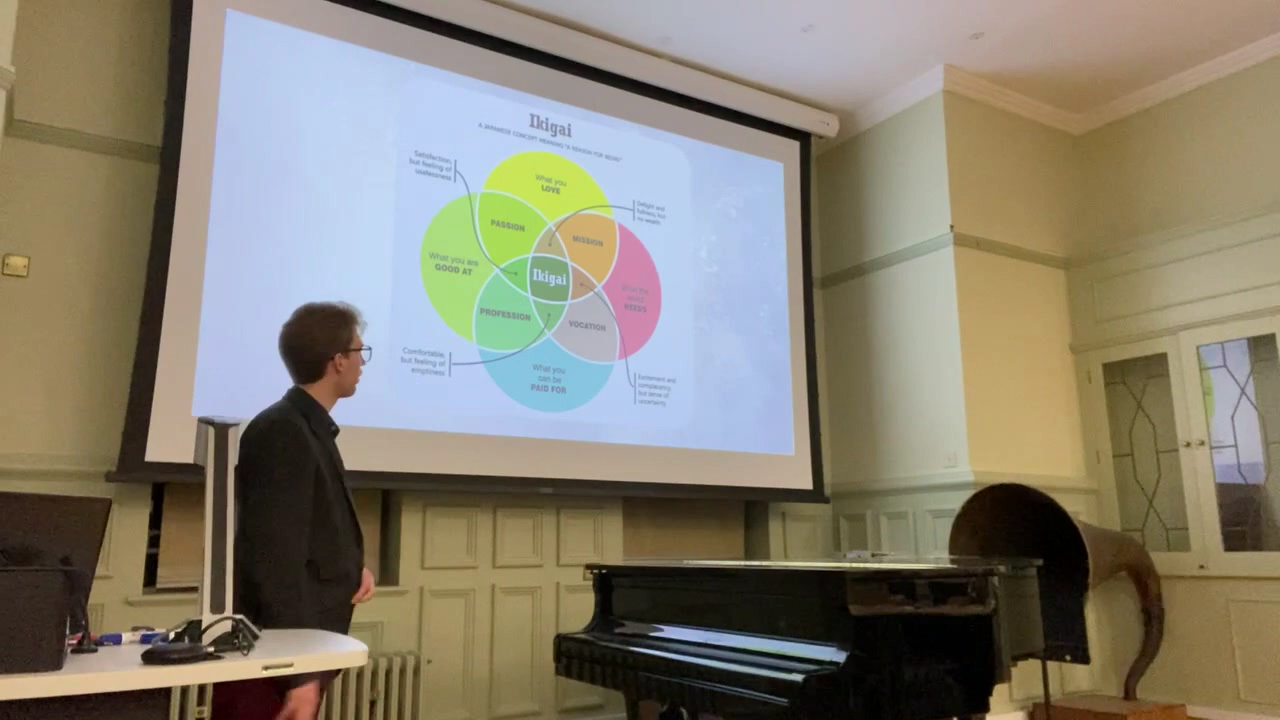 Ikigai
A JAPANESE CONCEPT MEANING "A REASON FOR BEING"
Satisfaction,
but feeling of
uselessness
What you
LOVE
Delight and
fullness, but
no wealth
PASSION
MISSION
What you are
GOOD AT
Ikigai
What the
world
NEEDS
PROFESSION
VOCATION
Comfortable,
but feeling of
emptiness
What you
can be
PAID FOR
Excitement and
complacency,
but sense of
uncertainty